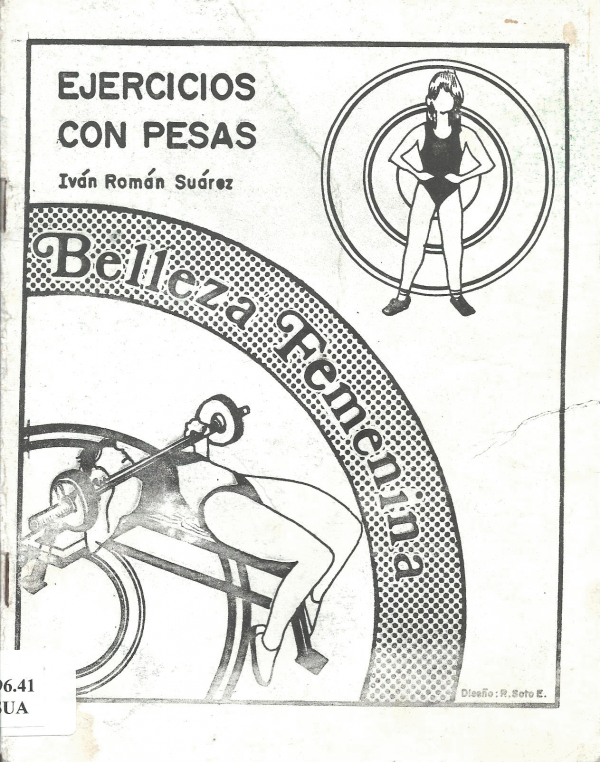 EJERCICIOS
CON PESAS
Iván Román Suárez
Belleza Femenina
Diseño: R. Soto E.
96.41
SUA